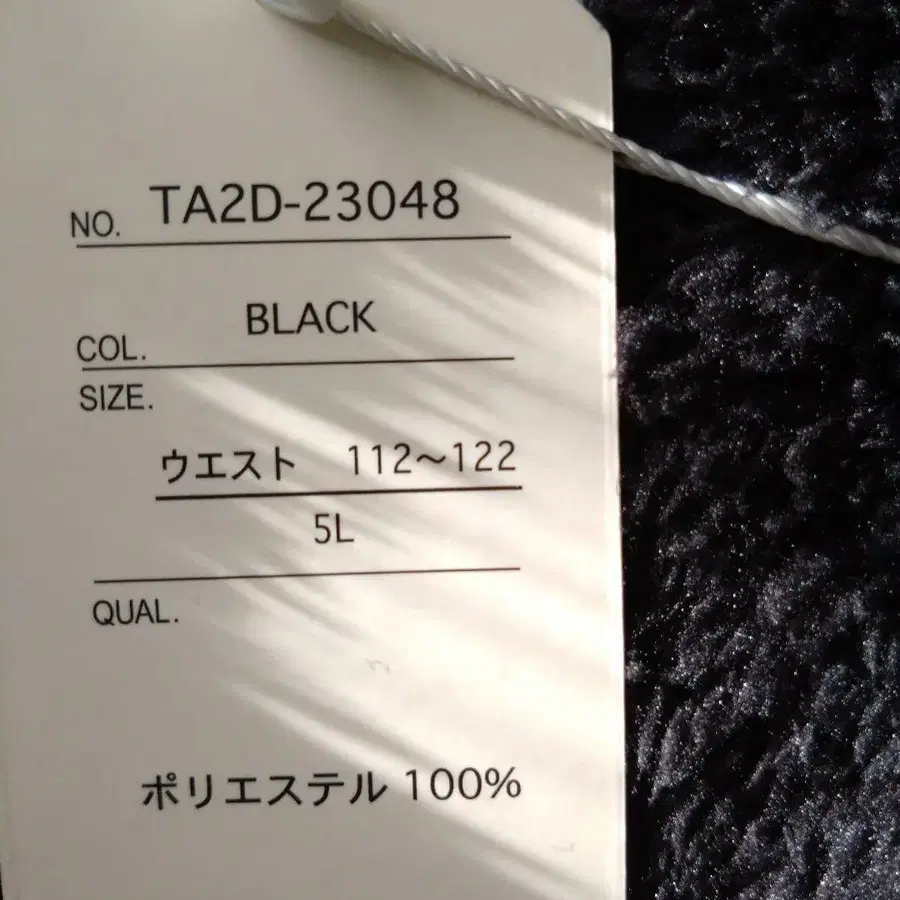 NO. TA2D-23048
COL. BLACK
SIZE.
ウエスト 112～122
5L
QUAL.
ポリエステル 100%